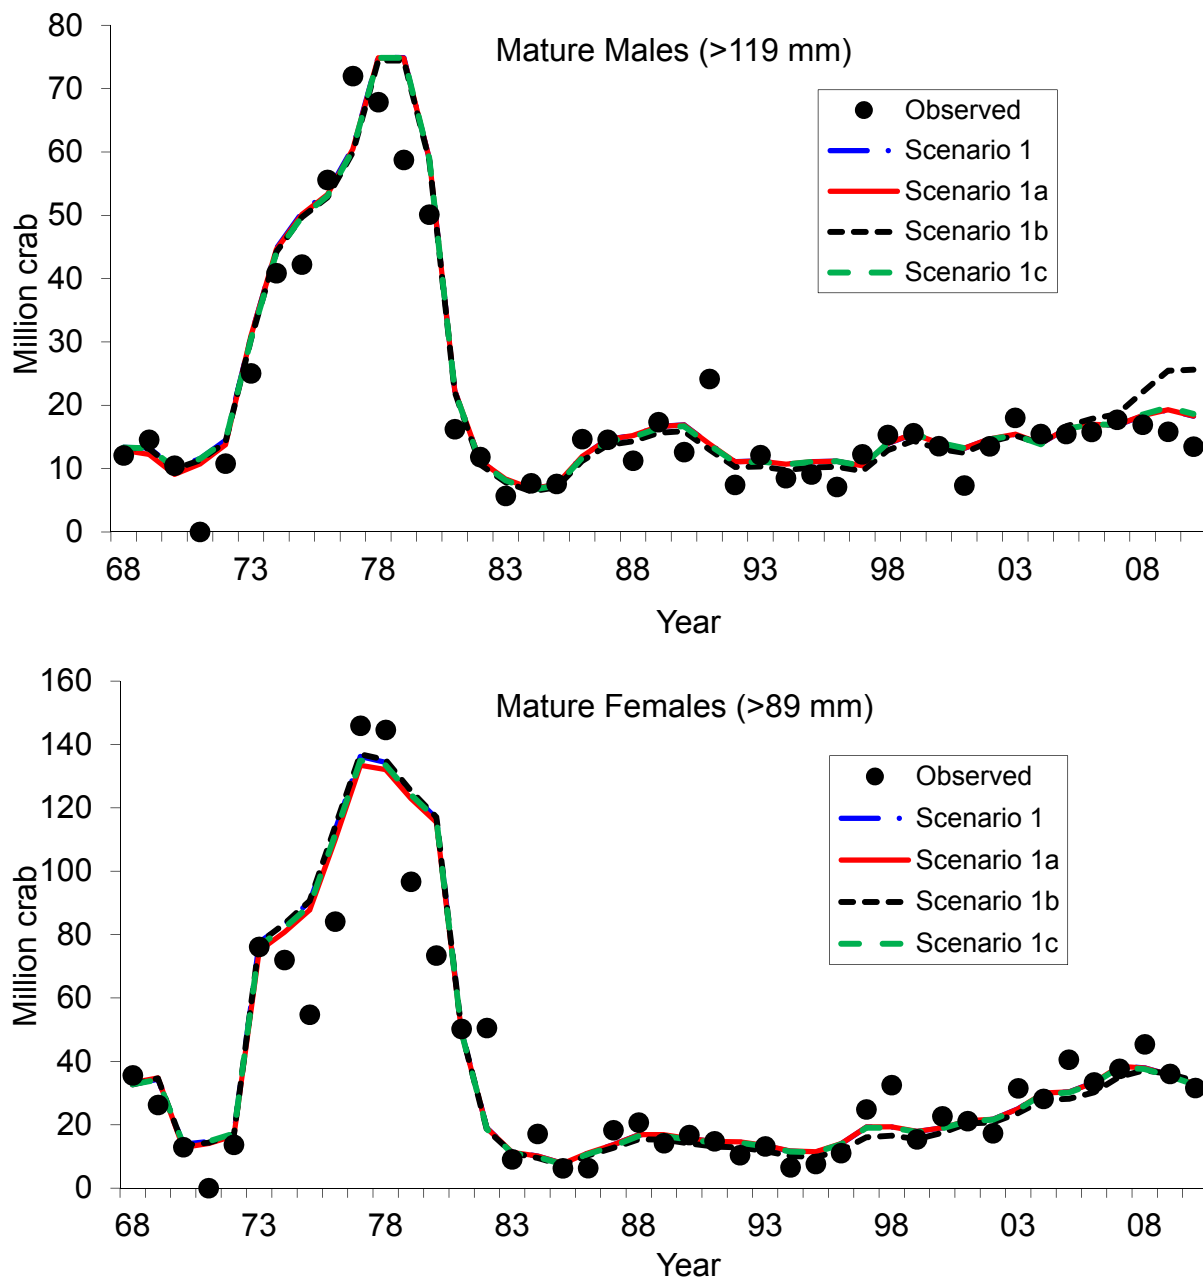 Mature Males (>119 mm)
Million crab
80
70
60
50
40
30
20
10
0
Observed
Scenario 1
Scenario 1a
Scenario 1b
Scenario 1c
68 73 78 83 88 93 98 03 08
Year
Mature Females (>89 mm)
Million crab
160
140
120
100
80
60
40
20
0
Observed
Scenario 1
Scenario 1a
Scenario 1b
Scenario 1c
68 73 78 83 88 93 98 03 08
Year